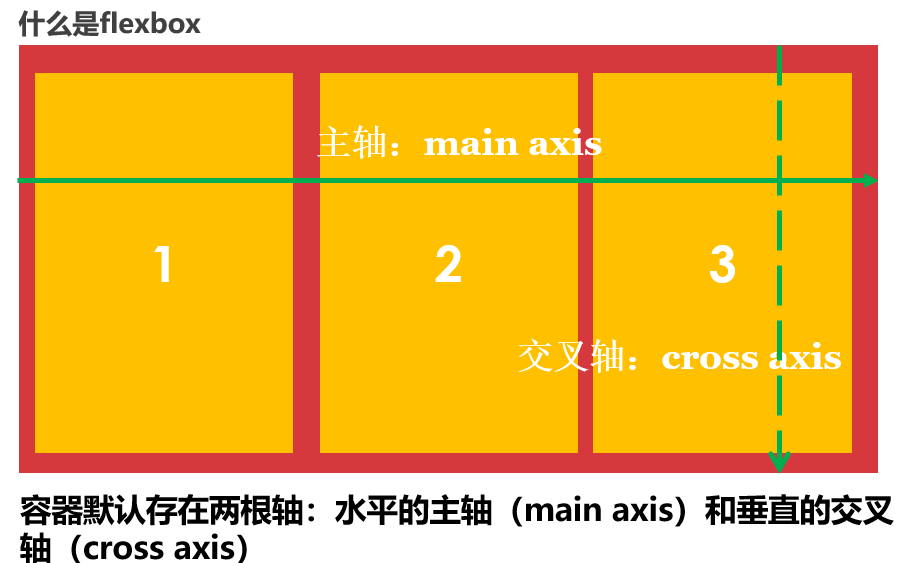 什么是flexbox
主轴：main axis
1
2
3
交叉轴：cross axis
容器默认存在两根轴：水平的主轴（main axis）和垂直的交叉
轴（cross axis）